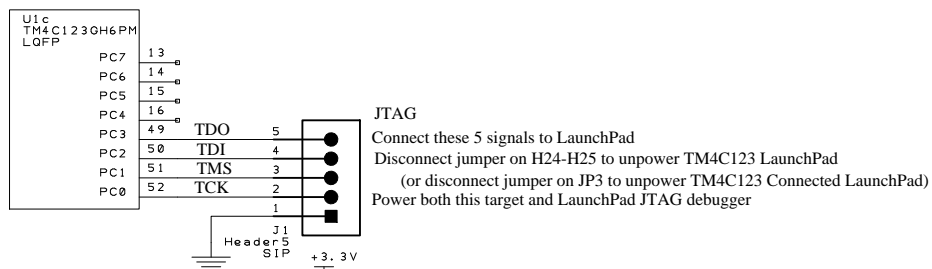 U1c
TM4C123GH6PM
LQFP
PC7 13
PC6 14
PC5 15
PC4 16
PC3 49 TDO 5
PC2 50 TDI 4
PC1 51 TMS 3
PC0 52 TCK 2
1
J1
Header5
SIP
+3.3V
JTAG
Connect these 5 signals to LaunchPad
Disconnect jumper on H24-H25 to unpower TM4C123 LaunchPad
(or disconnect jumper on JP3 to unpower TM4C123 Connected LaunchPad)
Power both this target and LaunchPad JTAG debugger